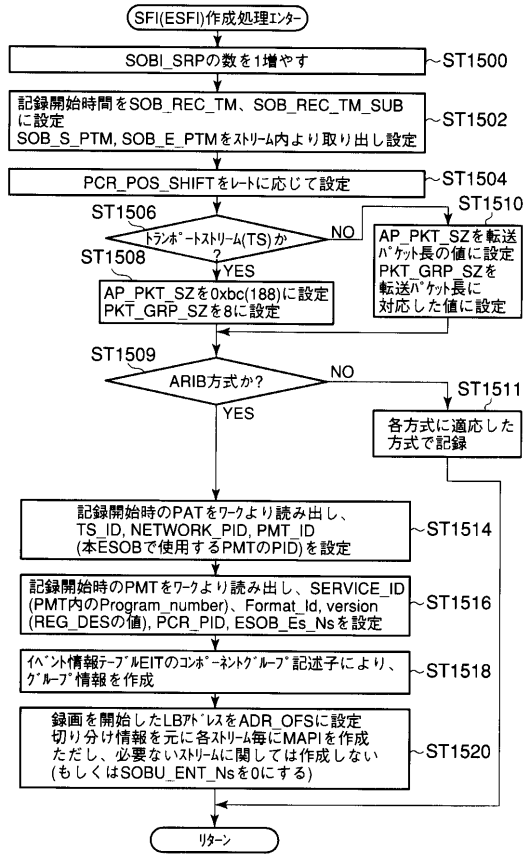 SFI(ESFI)作成処理エンター
SOBI_SRPの数を1増やす
ST1500
記録開始時間をSOB_REC_TM、SOB_REC_TM_SUB
に設定
SOB_S_PTM, SOB_E_PTMをストリーム内より取り出し設定
ST1502
PCR_POS_SHIFTをレートに応じて設定
ST1504
ST1506
トランポートストリーム(TS)か
?
NO
YES
ST1510
AP_PKT_SZを転送
パケット長の値に設定
PKT_GRP_SZを
転送パケット長に
対応した値に設定
ST1508
AP_PKT_SZを0xbc(188)に設定
PKT_GRP_SZを8に設定
ST1509
ARIB方式か?
NO
YES
ST1511
各方式に適応した
方式で記録
記録開始時のPATをワークより読み出し、
TS_ID, NETWORK_PID, PMT_ID
(本ESOBで使用するPMTのPID)を設定
ST1514
記録開始時のPMTをワークより読み出し、SERVICE_ID
(PMT内のProgram_number)、Format_Id, version
(REG_DESの値), PCR_PID, ESOB_Es_Nsを設定
ST1516
イベント情報テーブルEITのコンポーネントグループ記述子により、
グループ情報を作成
ST1518
録画を開始したLBアドレスをADR_OFSに設定
切り分け情報を元に各ストリーム毎にMAPIを作成
ただし、必要ないストリームに関しては作成しない
(もしくはSOBU_ENT_Nsを0にする)
ST1520
リターン